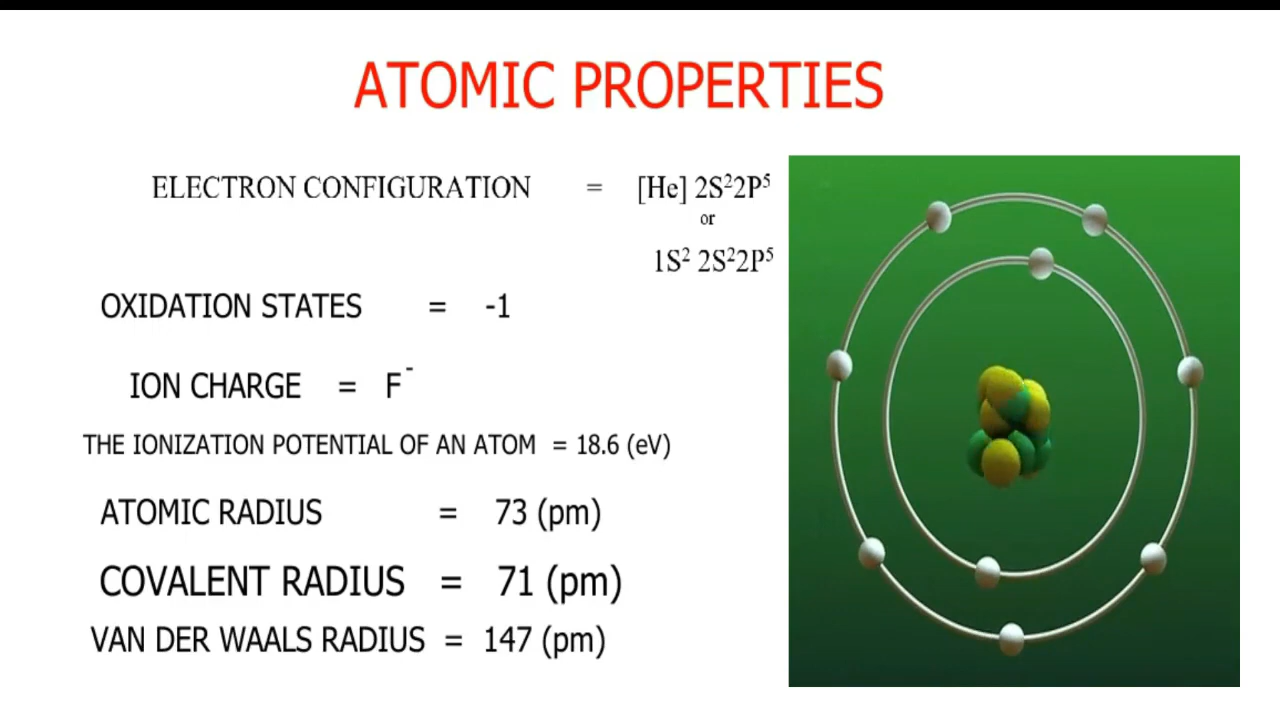 ATOMIC PROPERTIES
ELECTRON CONFIGURATION = [He] 2S²2P⁵
or
1S² 2S²2P⁵
OXIDATION STATES = -1
ION CHARGE = F⁻
THE IONIZATION POTENTIAL OF AN ATOM = 18.6 (eV)
ATOMIC RADIUS = 73 (pm)
COVALENT RADIUS = 71 (pm)
VAN DER WAALS RADIUS = 147 (pm)